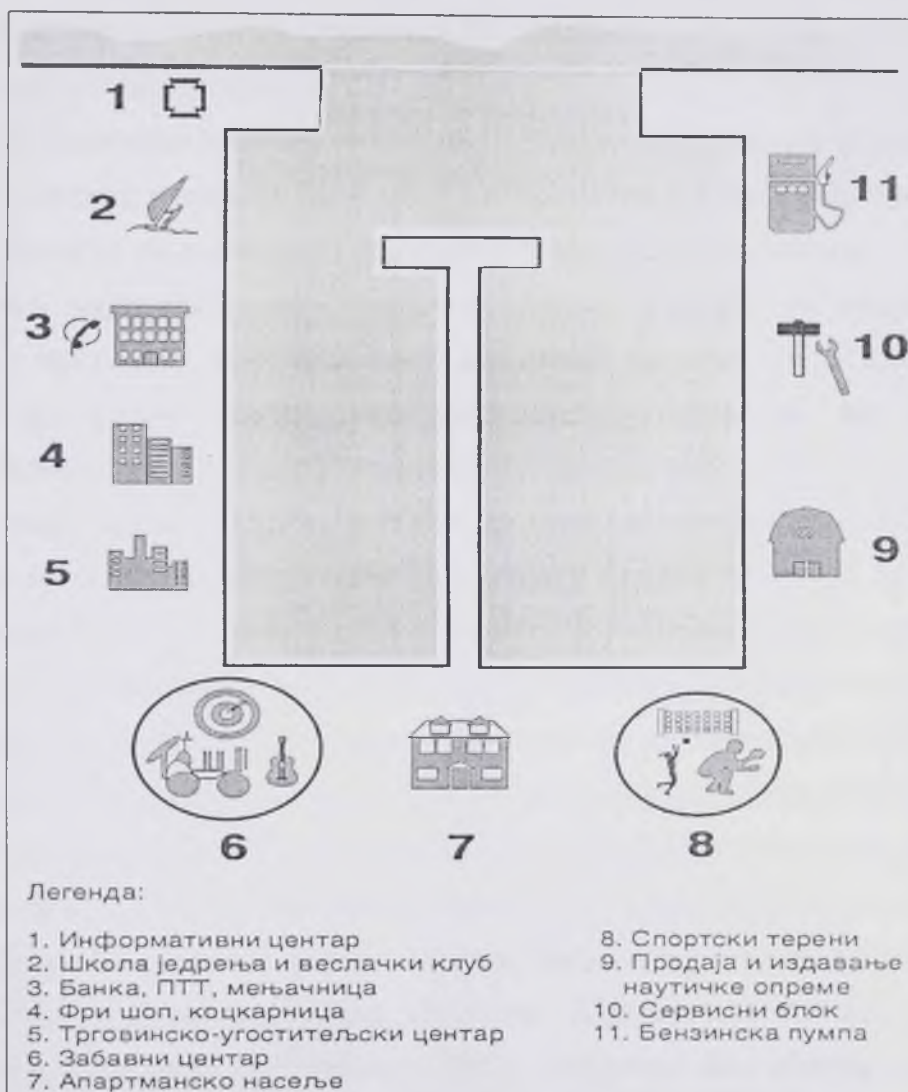 1
2
3
4
5
6
7
8
9
10
11
Легенда:
1. Информативни центар
2. Школа једрења и веслачки клуб
3. Банка, ПТТ, мењачница
4. Фри шоп, коцкарница
5. Трговинско-угоститељски центар
6. Забавни центар
7. Апартманско насеље
8. Спортски терени
9. Продаја и издавање
наутичке опреме
10. Сервисни блок
11. Бензинска пумпа